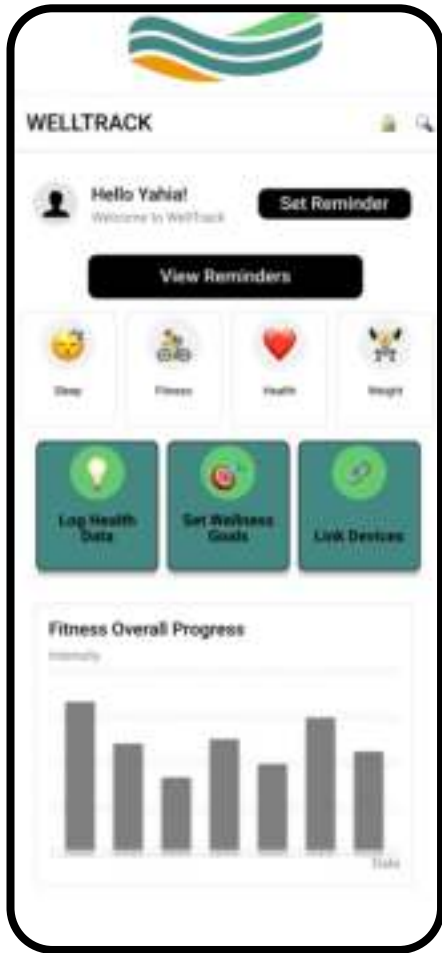 WELLTRACK
Hello Yahia!
Welcome to WellTrack
Set Reminder
View Reminders
Sleep
Fitness
Health
Weight
Log Health
Data
Set Wellness
Goals
Link Devices
Fitness Overall Progress
Intensity
Date